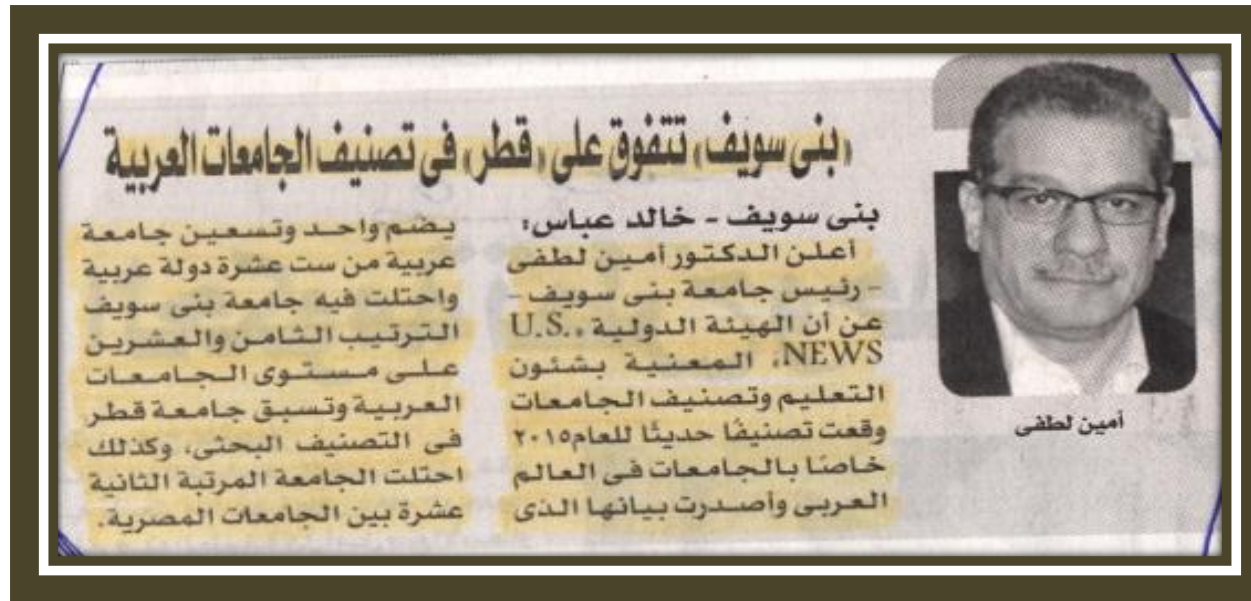 «بنى سويف» تتفوق على «قطر» فى تصنيف الجامعات العربية
بنى سويف - خالد عباس:
أعلن الدكتور أمين لطفى
- رئيس جامعة بنى سويف -
عن أن الهيئة الدولية «U.S.
NEWS، المعنية بشئون
التعليم وتصنيف الجامعات
وقعت تصنيفًا حديثًا للعام ٢٠١٥
خاصًا بالجامعات فى العالم
العربى وأصدرت بيانها الذى
يضم واحد وتسعين جامعة
عربية من ست عشرة دولة عربية
واحتلت فيه جامعة بنى سويف
الترتيب الثامن والعشرين
على مستوى الجامعات
العربية وتسبق جامعة قطر
فى التصنيف البحثى، وكذلك
احتلت الجامعة المرتبة الثانية
عشرة بين الجامعات المصرية.
أمين لطفى